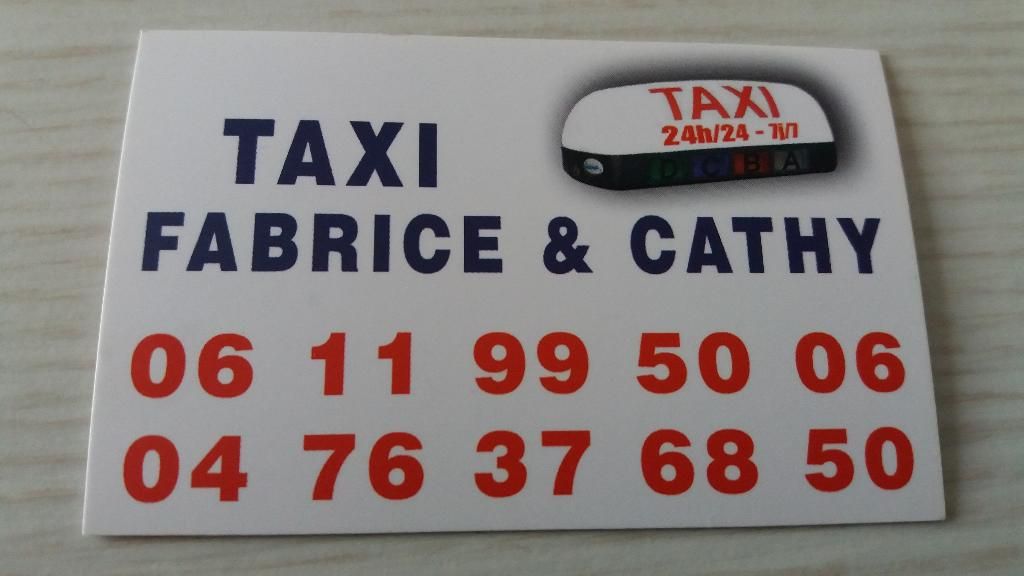 TAXI
24h/24 - 7j/7
D C B A
TAXI
FABRICE & CATHY
06 11 99 50 06
04 76 37 68 50